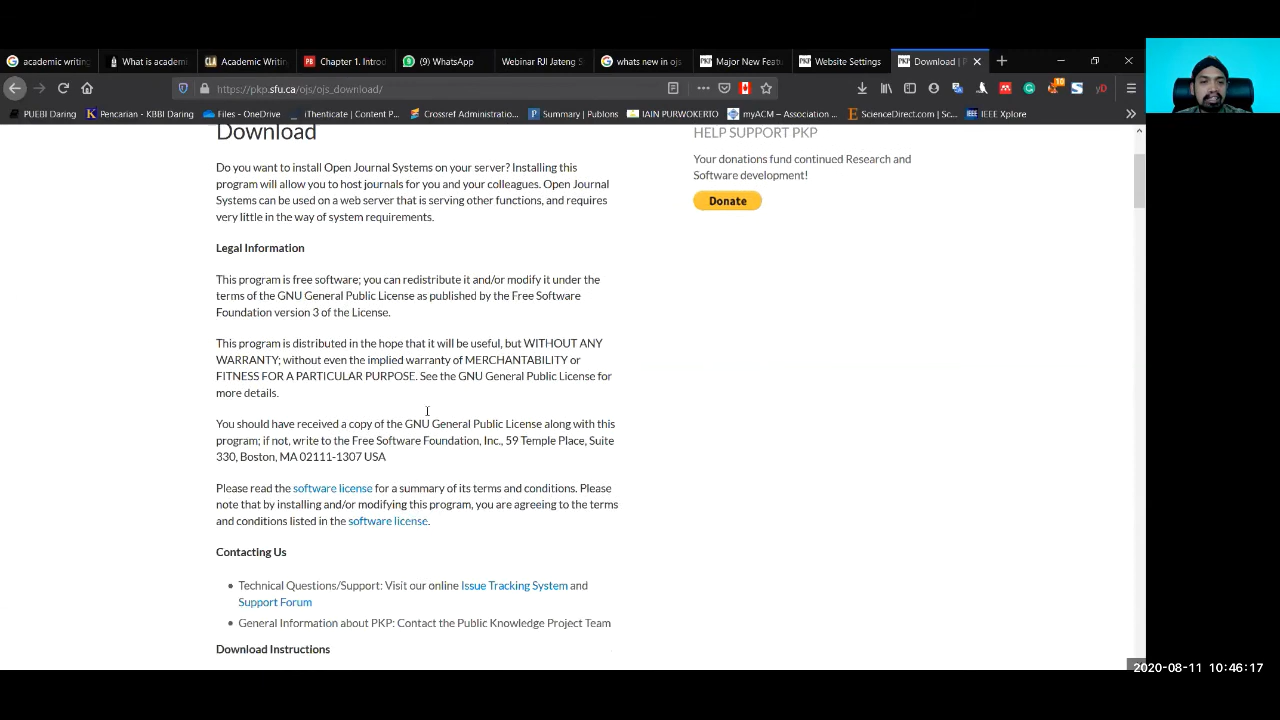 academic writing
What is academi
Academic Writin
Chapter 1. Introd
(9) WhatsApp
Webinar RJI Jateng S
whats new in ojs
Major New Featu
Website Settings
Download | P
https://pkp.sfu.ca/ojs/ojs_download/
10
PUEBI Daring
Pencarian - KBBI Daring
Files - OneDrive
iThenticate | Content P...
Crossref Administratio...
Summary | Publons
IAIN PURWOKERTO
myACM – Association ...
ScienceDirect.com | Sc...
IEEE Xplore
Download
Do you want to install Open Journal Systems on your server? Installing this
program will allow you to host journals for you and your colleagues. Open Journal
Systems can be used on a web server that is serving other functions, and requires
very little in the way of system requirements.
Legal Information
This program is free software; you can redistribute it and/or modify it under the
terms of the GNU General Public License as published by the Free Software
Foundation version 3 of the License.
This program is distributed in the hope that it will be useful, but WITHOUT ANY
WARRANTY; without even the implied warranty of MERCHANTABILITY or
FITNESS FOR A PARTICULAR PURPOSE. See the GNU General Public License for
more details.
You should have received a copy of the GNU General Public License along with this
program; if not, write to the Free Software Foundation, Inc., 59 Temple Place, Suite
330, Boston, MA 02111-1307 USA
Please read the software license for a summary of its terms and conditions. Please
note that by installing and/or modifying this program, you are agreeing to the terms
and conditions listed in the software license.
Contacting Us
Technical Questions/Support: Visit our online Issue Tracking System and
Support Forum
General Information about PKP: Contact the Public Knowledge Project Team
Download Instructions
HELP SUPPORT PKP
Your donations fund continued Research and
Software development!
Donate
2020-08-11 10:46:17